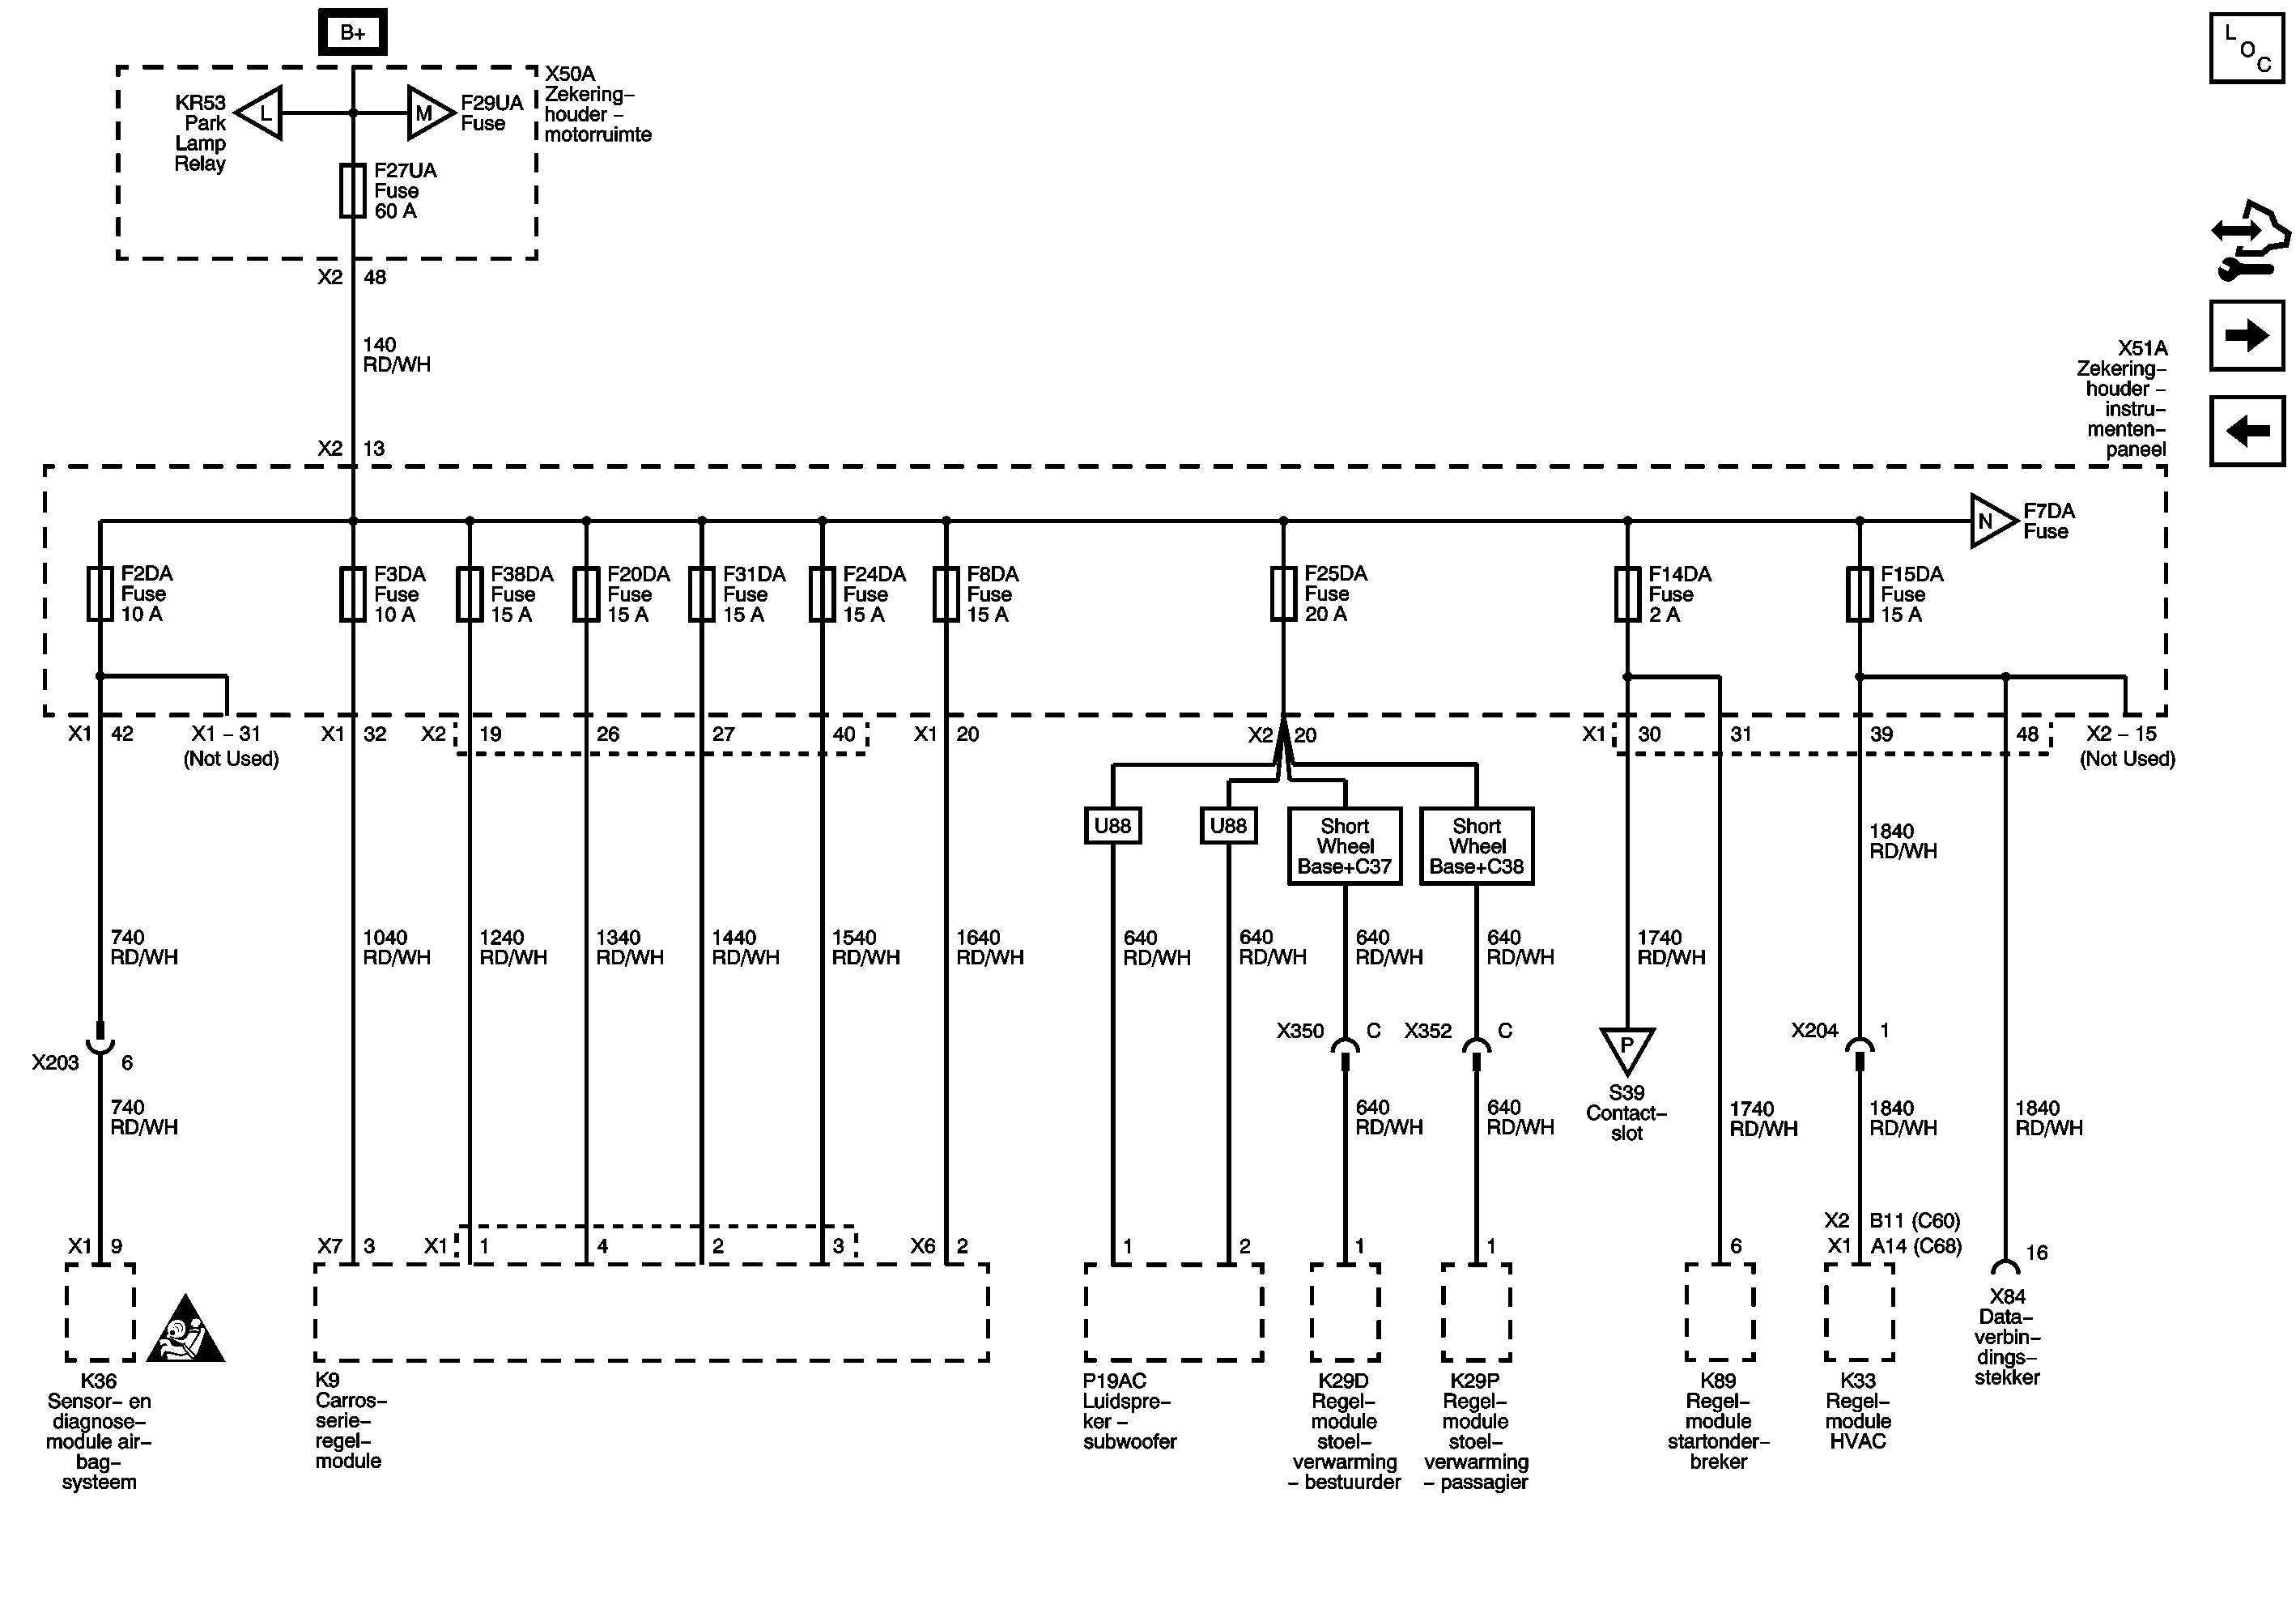 B+
X50A
Zekering–
houder –
motorruimte
KR53
Park
Lamp
Relay
L
M
F29UA
Fuse
F27UA
Fuse
60 A
X2 48
140
RD/WH
X2 13
X51A
Zekering–
houder –
instru–
menten–
paneel
L
O
C
N
F7DA
Fuse
F2DA
Fuse
10 A
F3DA
Fuse
10 A
F38DA
Fuse
15 A
F20DA
Fuse
15 A
F31DA
Fuse
15 A
F24DA
Fuse
15 A
F8DA
Fuse
15 A
F25DA
Fuse
20 A
F14DA
Fuse
2 A
F15DA
Fuse
15 A
X1 42
X1 – 31
(Not Used)
X1 32
X2 19
26
27
40
X1 20
X2 20
X1 30
31
39
48
X2 – 15
(Not Used)
U88
U88
Short
Wheel
Base+C37
Short
Wheel
Base+C38
1840
RD/WH
740
RD/WH
1040
RD/WH
1240
RD/WH
1340
RD/WH
1440
RD/WH
1540
RD/WH
1640
RD/WH
640
RD/WH
640
RD/WH
640
RD/WH
640
RD/WH
1740
RD/WH
X203 6
X350 C
X352 C
P
S39
Contact–
slot
X204 1
740
RD/WH
640
RD/WH
640
RD/WH
1740
RD/WH
1840
RD/WH
1840
RD/WH
X1 9
X7 3
X1 1
4
2
3
X6 2
1
2
1
1
6
X2 B11 (C60)
X1 A14 (C68)
16
K36
Sensor– en
diagnose–
module air–
bag–
systeem
K9
Carros–
serie–
regel–
module
P19AC
Luidspre–
ker –
subwoofer
K29D
Regel–
module
stoel–
verwarming
– bestuurder
K29P
Regel–
module
stoel–
verwarming
– passagier
K89
Regel–
module
startonder–
breker
K33
Regel–
module
HVAC
X84
Data–
verbin–
dings–
stekker